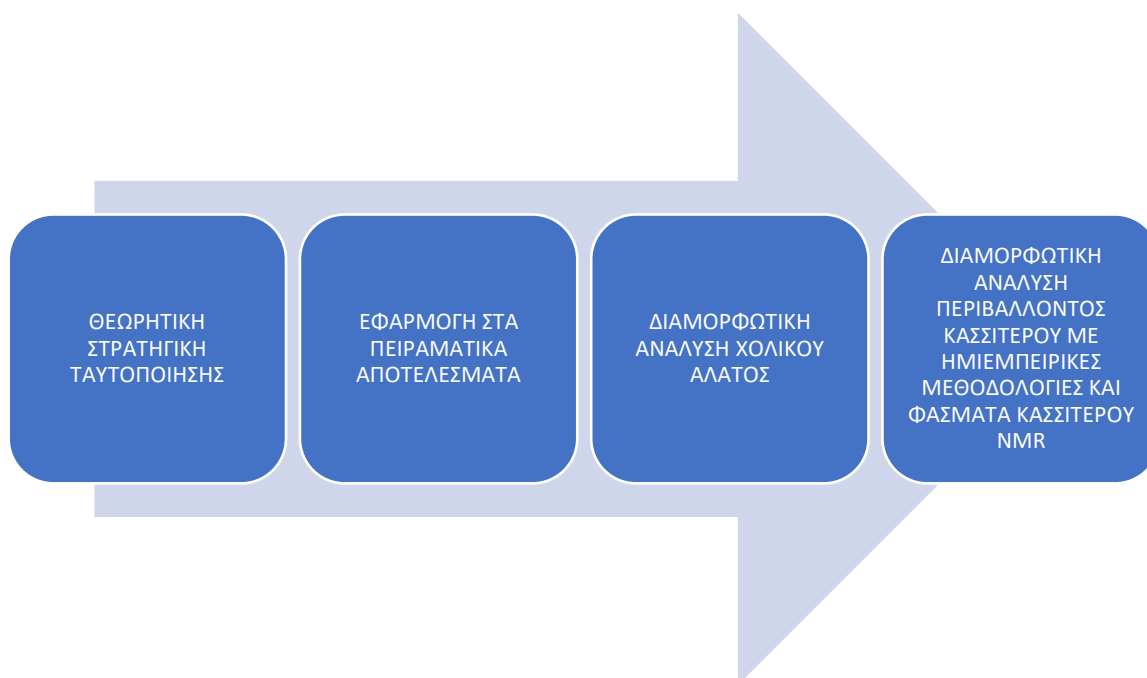 ΘΕΩΡΗΤΙΚΗ
ΣΤΡΑΤΗΓΙΚΗ
ΤΑΥΤΟΠΟΙΗΣΗΣ
ΕΦΑΡΜΟΓΗ ΣΤΑ
ΠΕΙΡΑΜΑΤΙΚΑ
ΑΠΟΤΕΛΕΣΜΑΤΑ
ΔΙΑΜΟΡΦΩΤΙΚΗ
ΑΝΑΛΥΣΗ ΧΟΛΙΚΟΥ
ΑΛΑΤΟΣ
ΔΙΑΜΟΡΦΩΤΙΚΗ
ΑΝΑΛΥΣΗ
ΠΕΡΙΒΑΛΛΟΝΤΟΣ
ΚΑΣΣΙΤΕΡΟΥ ΜΕ
ΗΜΙΕΜΠΕΙΡΙΚΕΣ
ΜΕΘΟΔΟΛΟΓΙΕΣ ΚΑΙ
ΦΑΣΜΑΤΑ ΚΑΣΣΙΤΕΡΟΥ
NMR